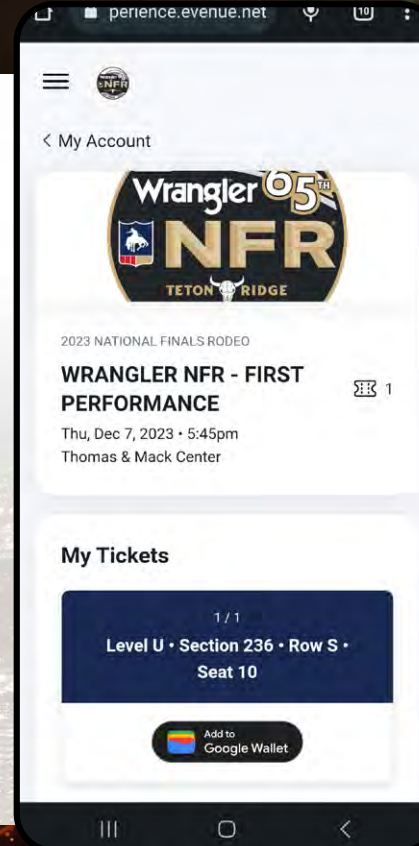 perience.evenue.net
10
NFR
< My Account
Wrangler 65TH
NFR
TETON RIDGE
2023 NATIONAL FINALS RODEO
WRANGLER NFR - FIRST
PERFORMANCE
1
Thu, Dec 7, 2023 • 5:45pm
Thomas & Mack Center
My Tickets
1 / 1
Level U • Section 236 • Row S •
Seat 10
Add to
Google Wallet